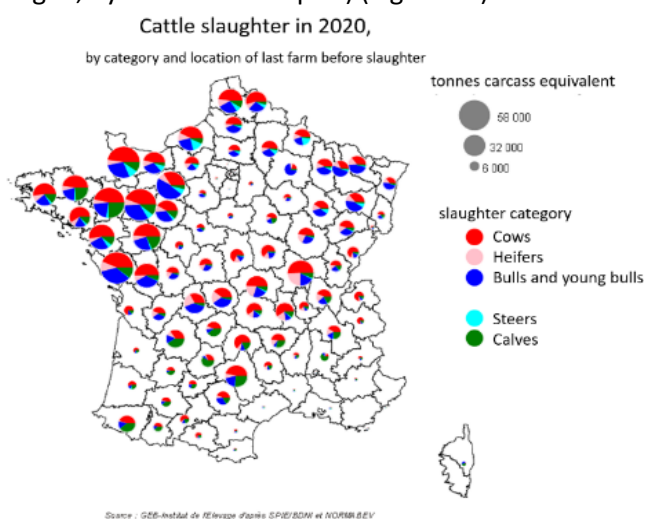 Cattle slaughter in 2020,
by category and location of last farm before slaughter
tonnes carcass equivalent
58 000
32 000
6 000
slaughter category
Cows
Heifers
Bulls and young bulls
Steers
Calves
Source : GEB-Institut de l'Elevage d'après SPIE/BDNI et NORMABEV